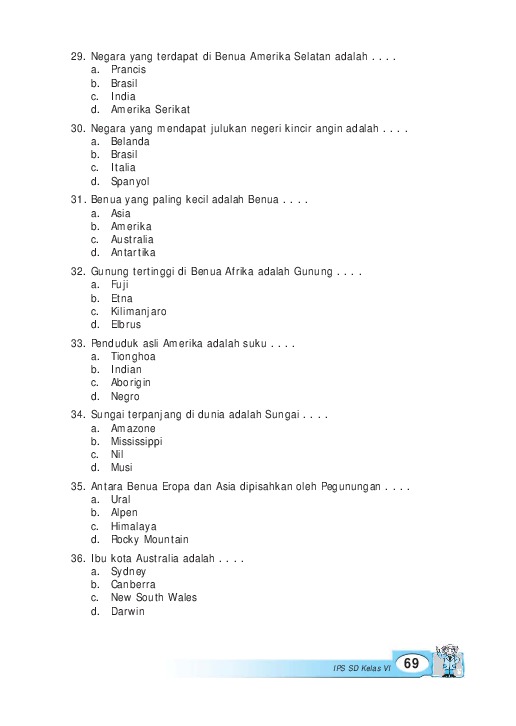 29. Negara yang terdapat di Benua Amerika Selatan adalah . . . .
a. Prancis
b. Brasil
c. India
d. Amerika Serikat
30. Negara yang mendapat julukan negeri kincir angin adalah . . . .
a. Belanda
b. Brasil
c. Italia
d. Spanyol
31. Benua yang paling kecil adalah Benua . . . .
a. Asia
b. Amerika
c. Australia
d. Antartika
32. Gunung tertinggi di Benua Afrika adalah Gunung . . . .
a. Fuji
b. Etna
c. Kilimanjaro
d. Elbrus
33. Penduduk asli Amerika adalah suku . . . .
a. Tionghoa
b. Indian
c. Aborigin
d. Negro
34. Sungai terpanjang di dunia adalah Sungai . . . .
a. Amazone
b. Mississippi
c. Nil
d. Musi
35. Antara Benua Eropa dan Asia dipisahkan oleh Pegunungan . . . .
a. Ural
b. Alpen
c. Himalaya
d. Rocky Mountain
36. Ibu kota Australia adalah . . . .
a. Sydney
b. Canberra
c. New South Wales
d. Darwin
IPS SD Kelas VI 69